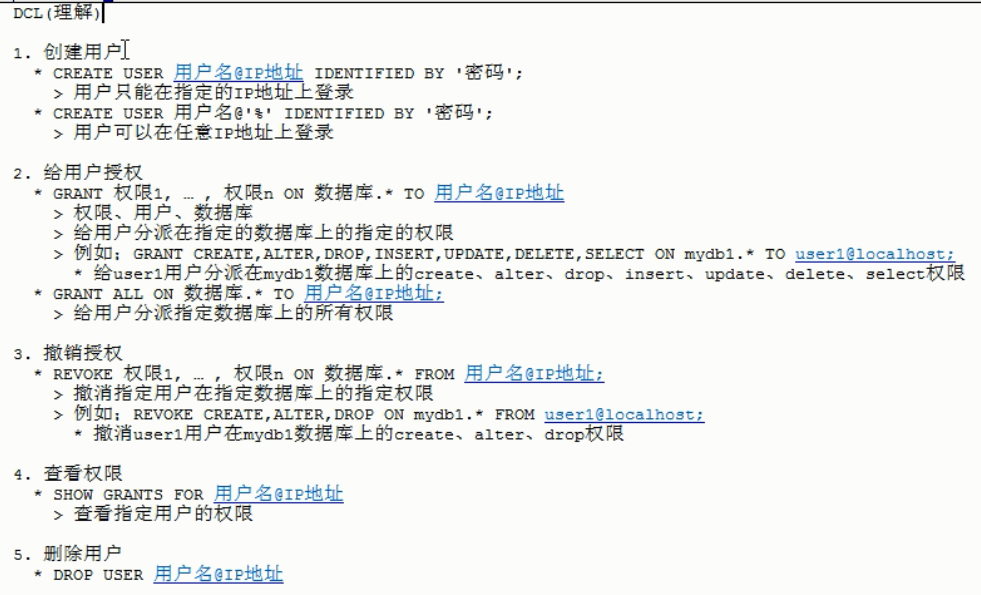 DCL(理解)
1. 创建用户
* CREATE USER 用户名@IP地址 IDENTIFIED BY '密码';
> 用户只能在指定的IP地址上登录
* CREATE USER 用户名@'%' IDENTIFIED BY '密码';
> 用户可以在任意IP地址上登录
2. 给用户授权
* GRANT 权限1, … , 权限n ON 数据库.* TO 用户名@IP地址
> 权限、用户、数据库
> 给用户分派在指定的数据库上的指定的权限
> 例如; GRANT CREATE,ALTER,DROP,INSERT,UPDATE,DELETE,SELECT ON mydb1.* TO user1@localhost;
* 给user1用户分派在mydb1数据库上的create、alter、drop、insert、update、delete、select权限
* GRANT ALL ON 数据库.* TO 用户名@IP地址;
> 给用户分派指定数据库上的所有权限
3. 撤销授权
* REVOKE 权限1, … , 权限n ON 数据库.* FROM 用户名@IP地址;
> 撤消指定用户在指定数据库上的指定权限
> 例如; REVOKE CREATE,ALTER,DROP ON mydb1.* FROM user1@localhost;
* 撤消user1用户在mydb1数据库上的create、alter、drop权限
4. 查看权限
* SHOW GRANTS FOR 用户名@IP地址
> 查看指定用户的权限
5. 删除用户
* DROP USER 用户名@IP地址